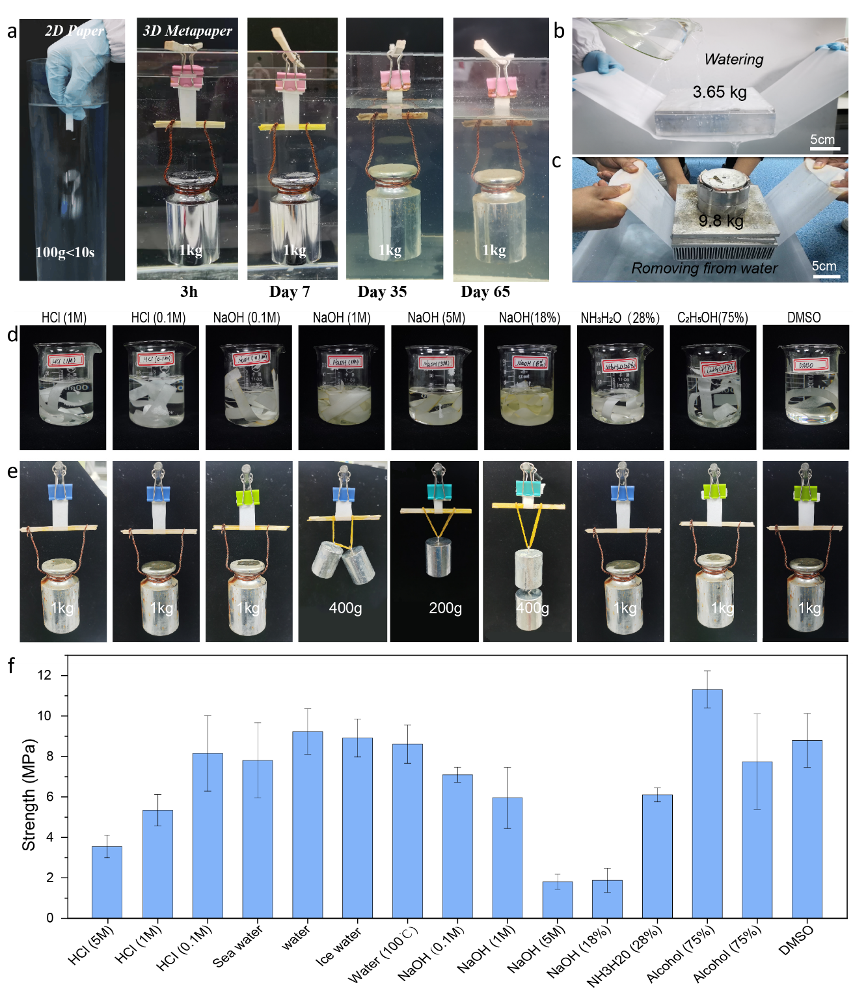 a
2D Paper
3D Metapaper
100g<10s
1kg
1kg
1kg
1kg
3h
Day 7
Day 35
Day 65
b
Watering
3.65 kg
5cm
c
9.8 kg
Romoving firom water
5cm
d
HCl (1M)
HCl (0.1M)
NaOH (0.1M)
NaOH (1M)
NaOH (5M)
NaOH(18%)
NH₃H₂O（28%）
C₂H₅OH(75%)
DMSO
HCl (1M)
HCl (0.1M)
NaOH (0.1M)
NaOH (1M)
NaOH (5M)
NaOH (18%)
DMSO
e
1kg
1kg
1kg
400g
200g
400g
1kg
1kg
1kg
f
Strength (MPa)
12
10
8
6
4
2
0
HCl (5M)
HCl (1M)
HCl (0.1M)
Sea water
water
Ice water
Water (100℃)
NaOH (0.1M)
NaOH (1M)
NaOH (5M)
NaOH (18%)
NH3H20 (28%)
Alcohol (75%)
Alcohol (75%)
DMSO